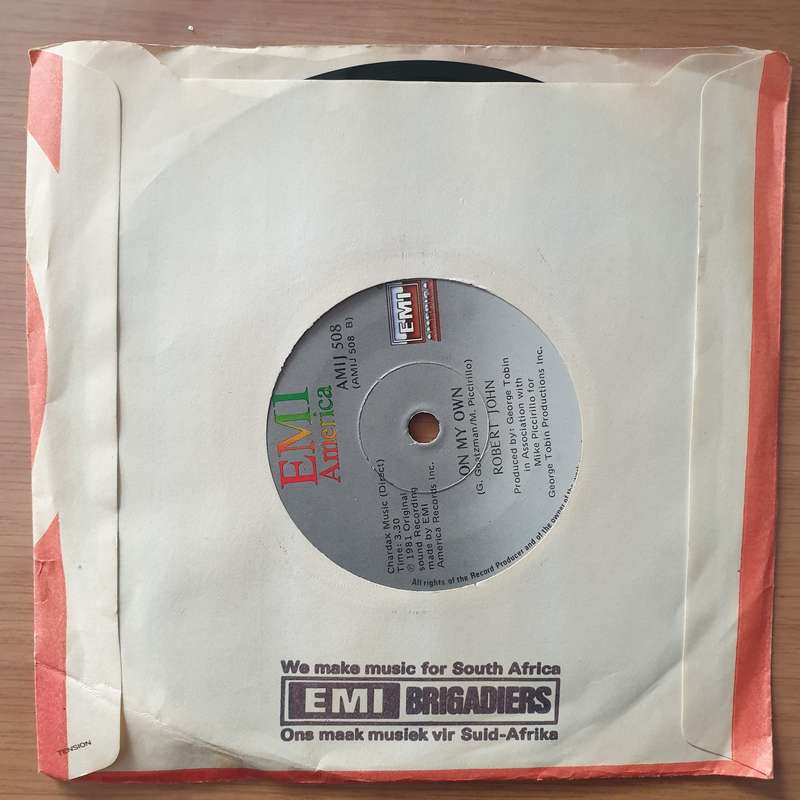 EMI
America
AMIJ 508
(AMIJ 508 B)
EMI
AMERICA
Chardax Music (Direct)
Time: 3.30
℗ 1981 Original
sound Recording
made by EMI
America Records Inc.
ON MY OWN
(G. Goetzman/M. Piccirillo)
ROBERT JOHN
Produced by: George Tobin
in Association with
Mike Piccirillo for
George Tobin Productions Inc.
All rights of the Record Producer and of the owner of the
We make music for South Africa
EMI BRIGADIERS
Ons maak musiek vir Suid-Afrika
TENSION